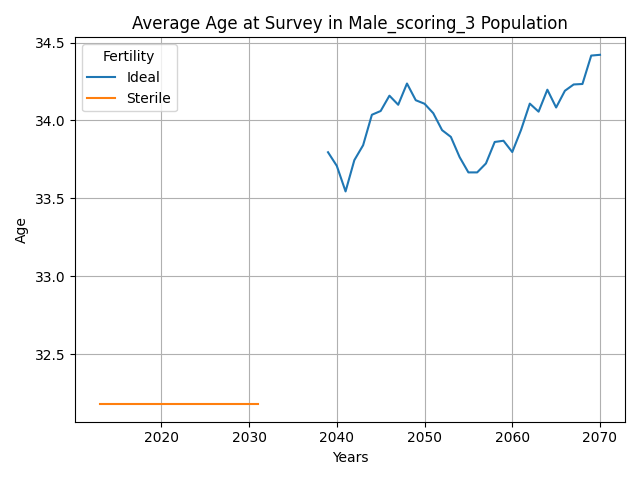 Average Age at Survey in Male_scoring_3 Population
34.5
34.0
33.5
33.0
32.5
Age
Fertility
Ideal
Sterile
2020 2030 2040 2050 2060 2070
Years